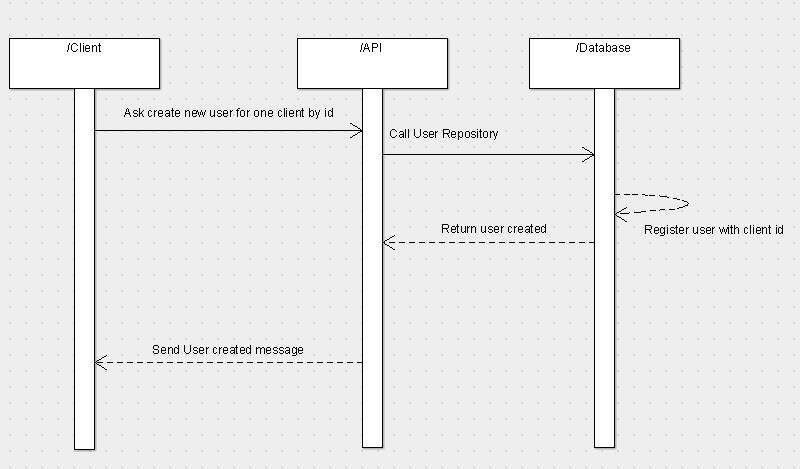 /Client
/API
/Database
Ask create new user for one client by id
Call User Repository
Register user with client id
Return user created
Send User created message